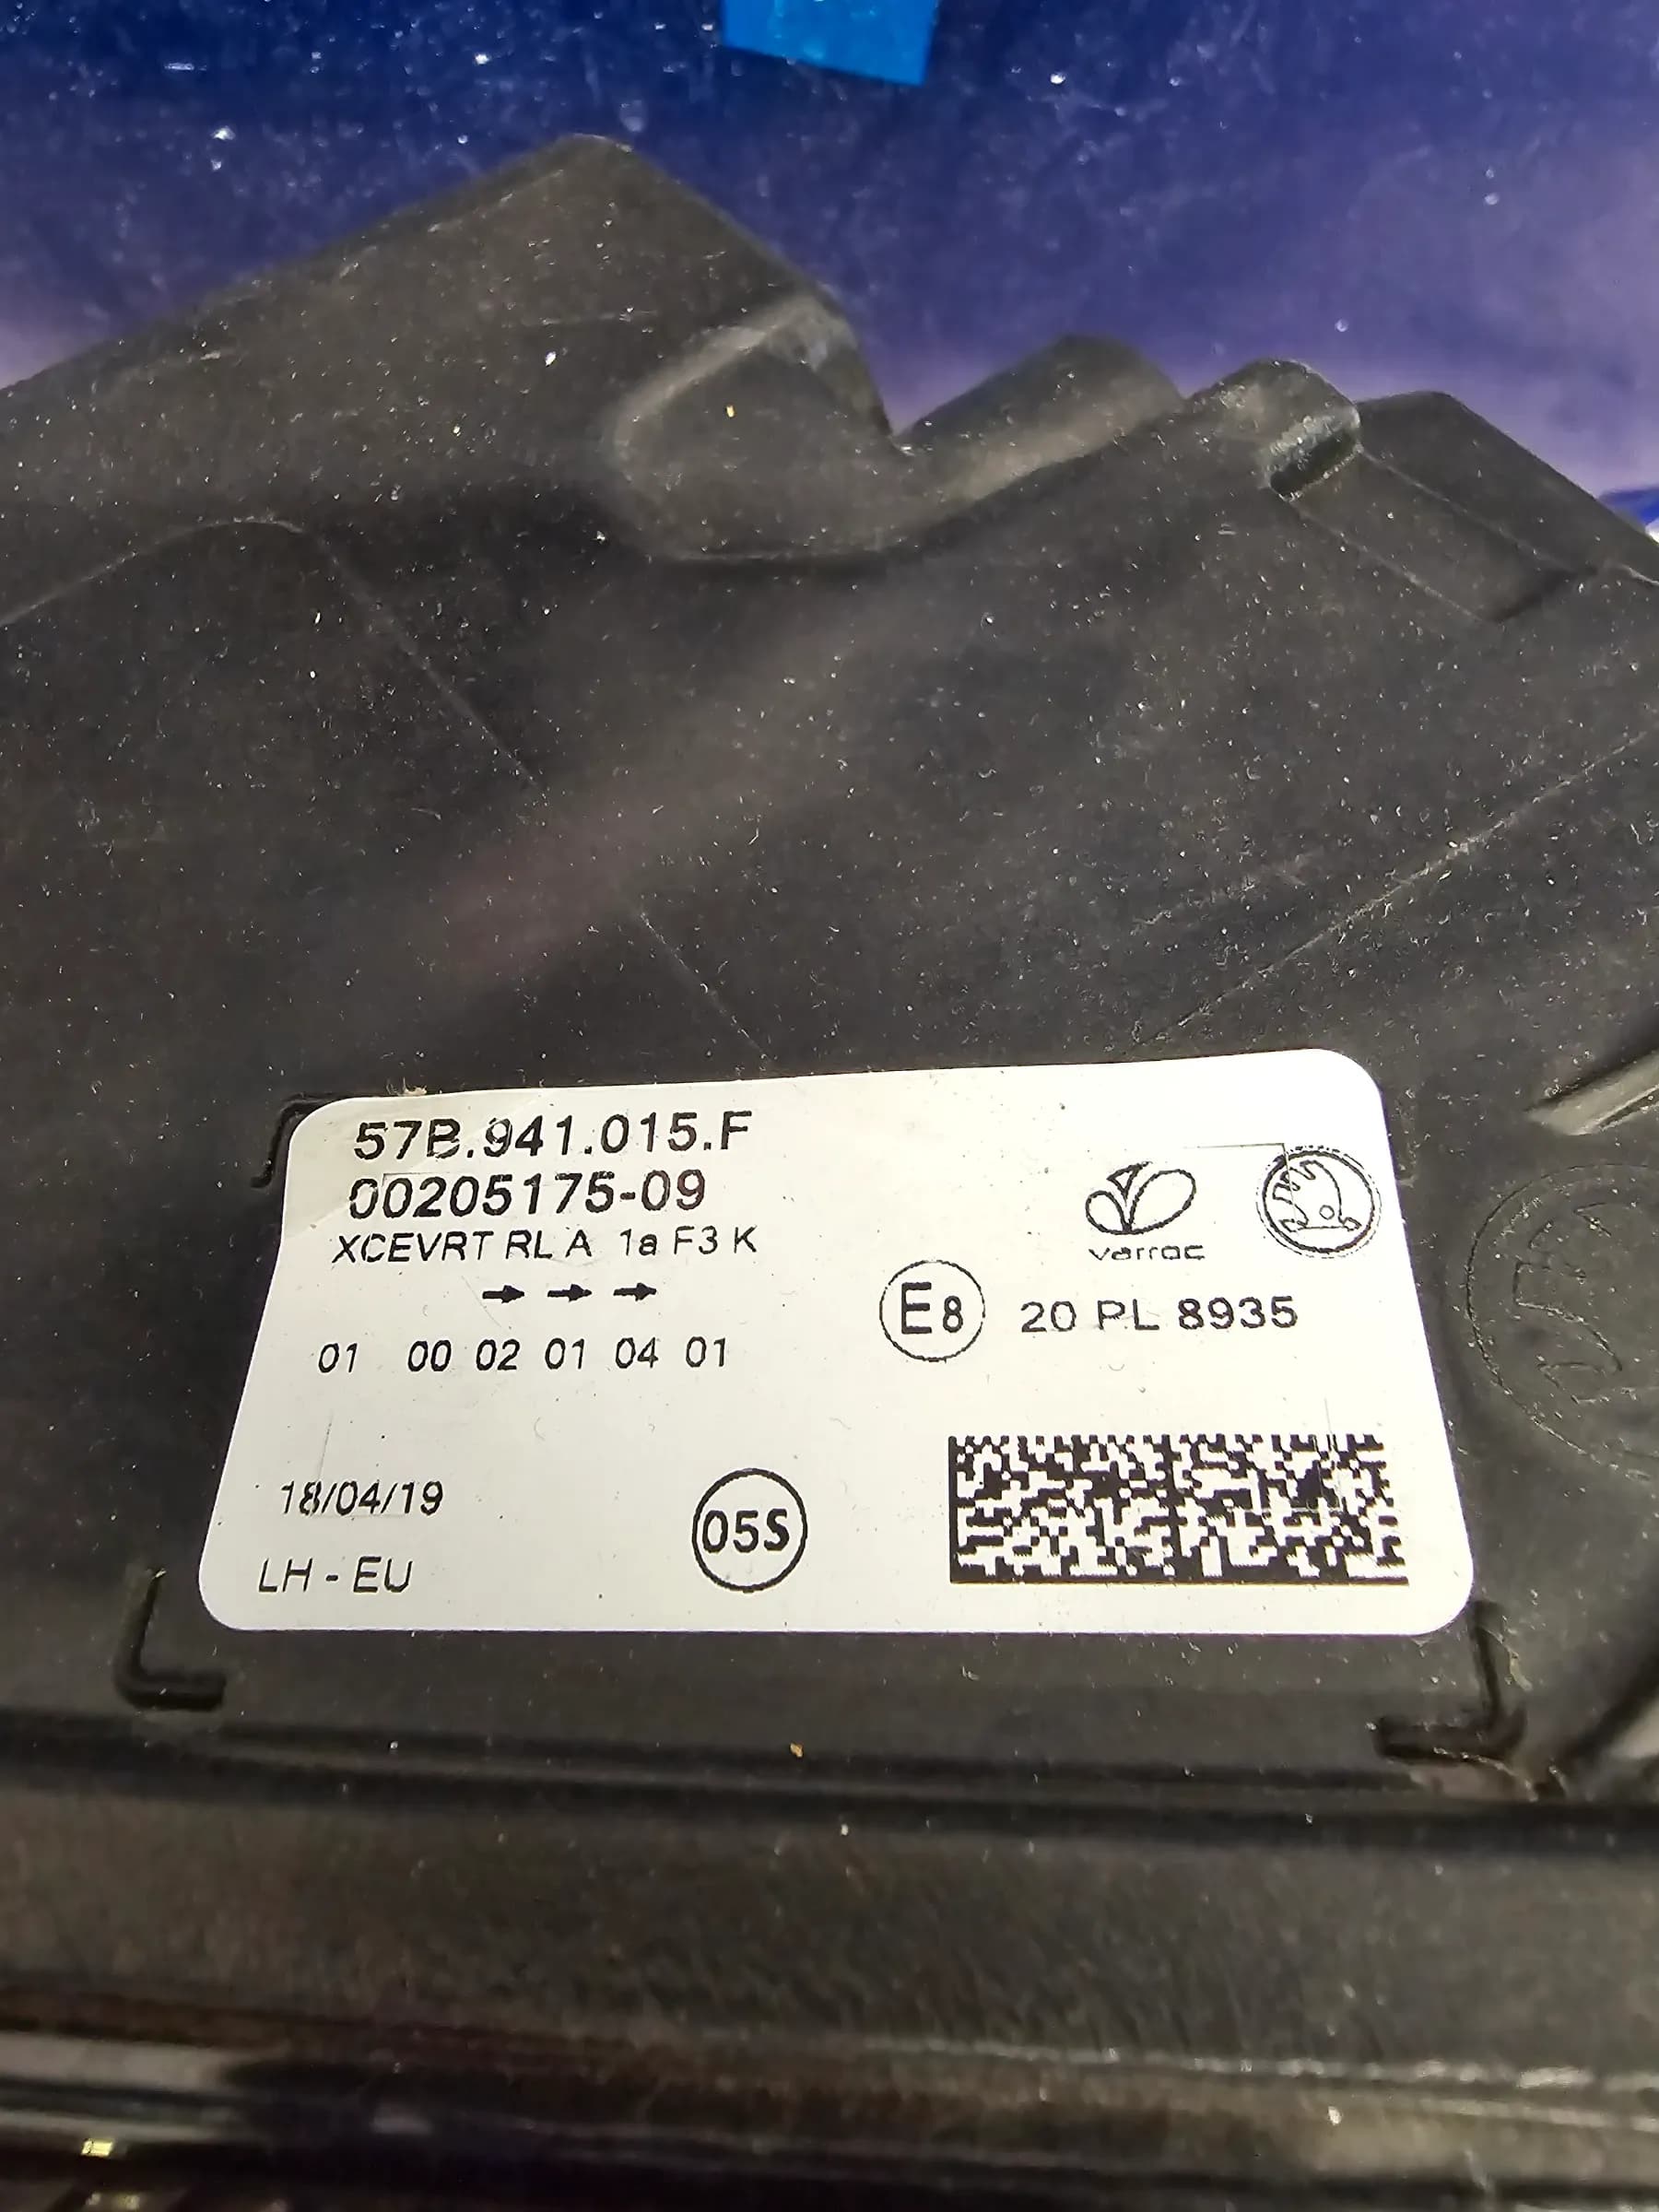 57B.941.015.F
00205175-09
XCEVRT RL A 1a F3 K
varroc
E8 20 PL 8935
01 00 02 01 04 01
18/04/19
05S
LH - EU